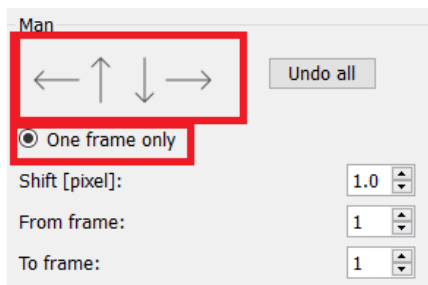 Man
Undo all
One frame only
Shift [pixel]: 1.0
From frame: 1
To frame: 1